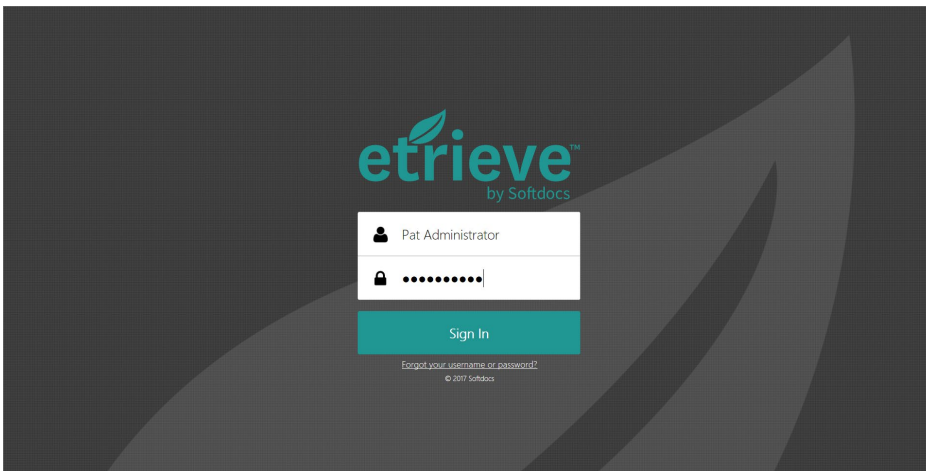 etrieve™
by Softdocs
Pat Administrator
••••••••••
Sign In
Forgot your username or password?
© 2017 Softdocs